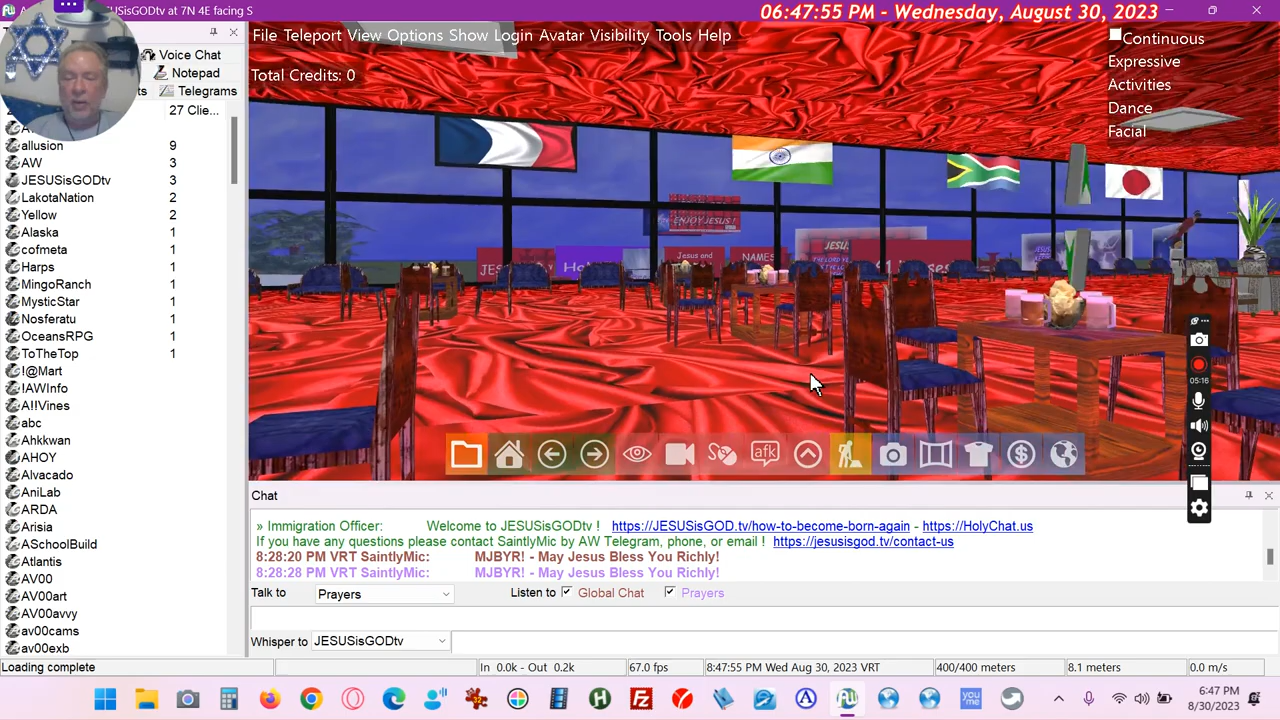 USisGODtv at 7N 4E facing S
06:47:55 PM - Wednesday, August 30, 2023
File Teleport View Options Show Login Avatar Visibility Tools Help
Continuous
Expressive
Activities
Dance
Facial
Total Credits: 0
Voice Chat
Notepad
Telegrams
27 Clie...
allusion 9
AW 3
JESUSisGODtv 3
LakotaNation 2
Yellow 2
Alaska 1
cofmeta 1
Harps 1
MingoRanch 1
MysticStar 1
Nosferatu 1
OceansRPG 1
ToTheTop 1
!@Mart
!AWInfo
A!!Vines
abc
Ahkkwan
AHOY
Alvacado
AniLab
ARDA
Arisia
ASchoolBuild
Atlantis
AV00
AV00art
AV00avvy
av00cams
av00exb
ENJOY JESUS!
Jesus and
NAMES
JESU
05:16
afk
Chat
» Immigration Officer: Welcome to JESUSisGODtv ! https://JESUSisGOD.tv/how-to-become-born-again - https://HolyChat.us
If you have any questions please contact SaintlyMic by AW Telegram, phone, or email ! https://jesusisgod.tv/contact-us
8:28:20 PM VRT SaintlyMic: MJBYR! - May Jesus Bless You Richly!
8:28:28 PM VRT SaintlyMic: MJBYR! - May Jesus Bless You Richly!
Talk to Prayers Listen to Global Chat Prayers
Whisper to JESUSisGODtv
Loading complete In 0.0k - Out 0.2k 67.0 fps 8:47:55 PM Wed Aug 30, 2023 VRT 400/400 meters 8.1 meters 0.0 m/s
6:47 PM
8/30/2023